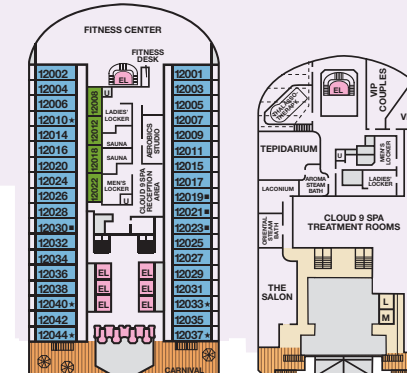 FITNESS CENTER
FITNESS
DESK
EL
12002
12004
12006
12010★
12014
12016
12020
12024
12026
12028
12030■
12032
12034
12036
12038
12040★
12042
12044★
12008
12012
12018
12022
U
LADIES'
LOCKER
SAUNA
SAUNA
MEN'S
LOCKER
U
AEROBICS
STUDIO
CLOUD 9 SPA
RECEPTION
AREA
12001
12003
12005
12007
12009
12011
12015
12017
12019■
12021■
12023■
12025
12027
12029
12031
12033★
12035
12037★
EL
EL
EL
EL
EL
EL
CARNIVAL
THALASSO
THERAPY
EL
VIP
COUPLES
VI
TEPIDARIUM
U
MEN'S
LOCKER
LACONIUM
AROMA
STEAM
BATH
LADIES'
LOCKER
ORIENTAL
STEAM
BATH
CLOUD 9 SPA
TREATMENT ROOMS
THE
SALON
L
M